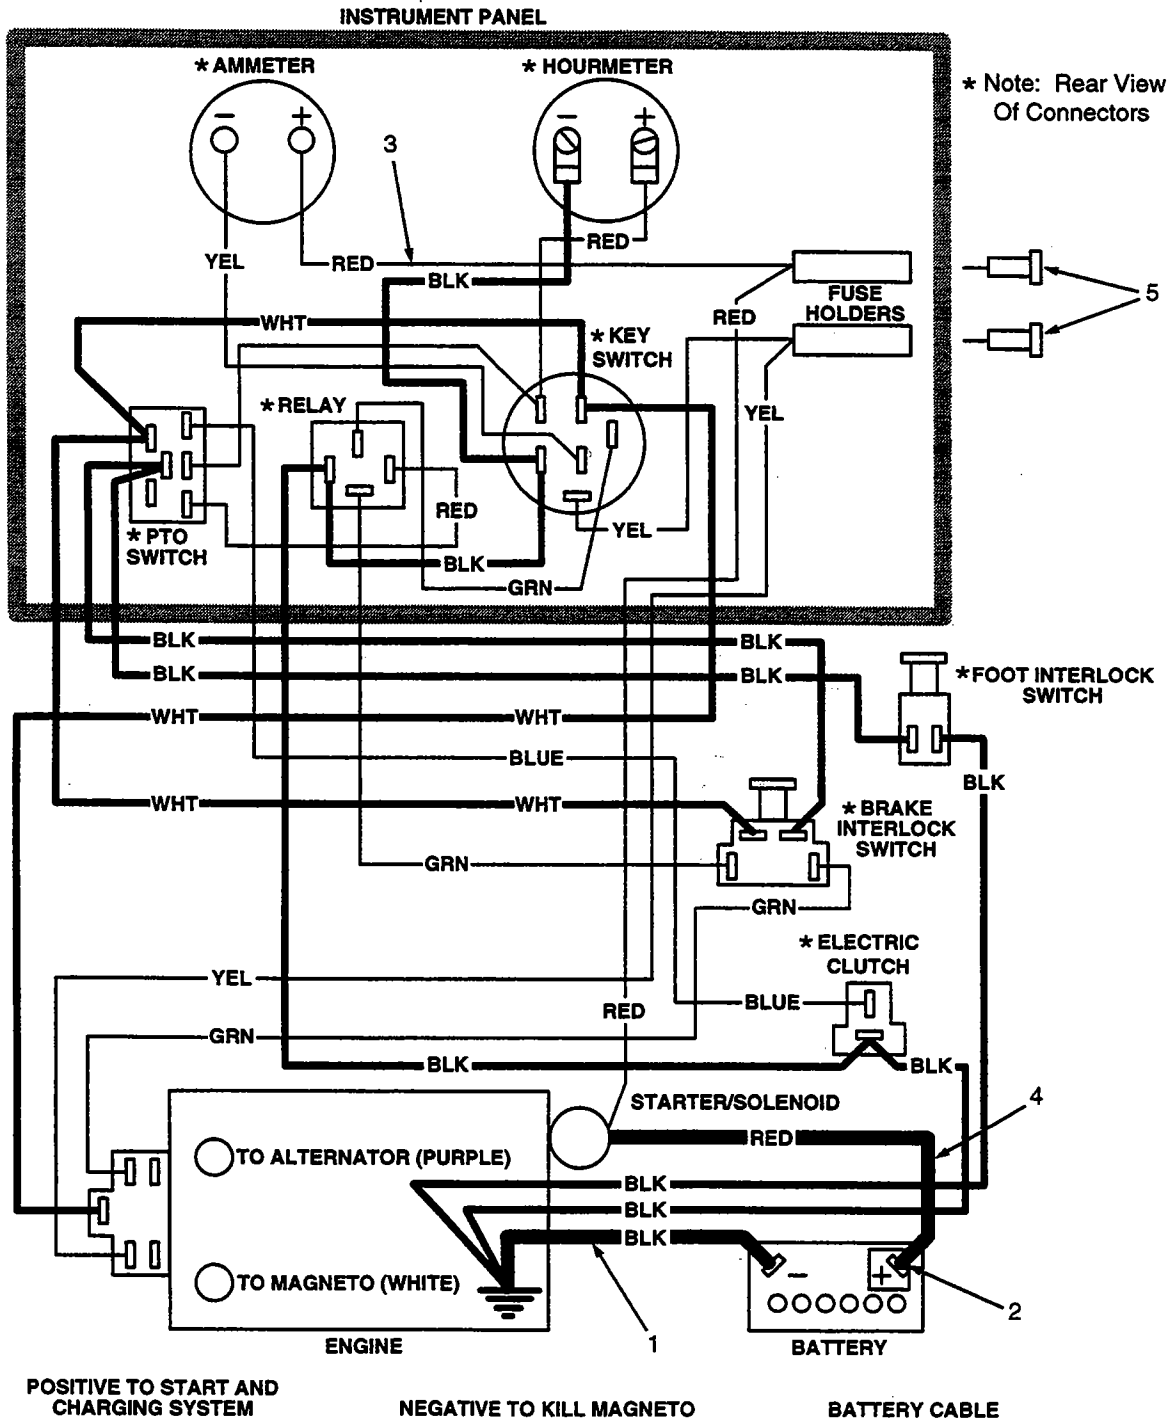 INSTRUMENT PANEL
* AMMETER
* HOURMETER
* Note: Rear View
Of Connectors
− +
− +
3
RED
YEL
RED
BLK
FUSE
HOLDERS
5
RED
WHT
* KEY
SWITCH
* RELAY
YEL
RED
YEL
* PTO
SWITCH
BLK
GRN
BLK
BLK
BLK
BLK
* FOOT INTERLOCK
SWITCH
WHT
WHT
BLUE
BLK
WHT
WHT
* BRAKE
INTERLOCK
SWITCH
GRN
GRN
* ELECTRIC
CLUTCH
YEL
BLUE
RED
GRN
BLK
BLK
STARTER/SOLENOID
4
RED
TO ALTERNATOR (PURPLE)
BLK
BLK
BLK
− +
TO MAGNETO (WHITE)
2
1
ENGINE
BATTERY
POSITIVE TO START AND
CHARGING SYSTEM
NEGATIVE TO KILL MAGNETO
BATTERY CABLE